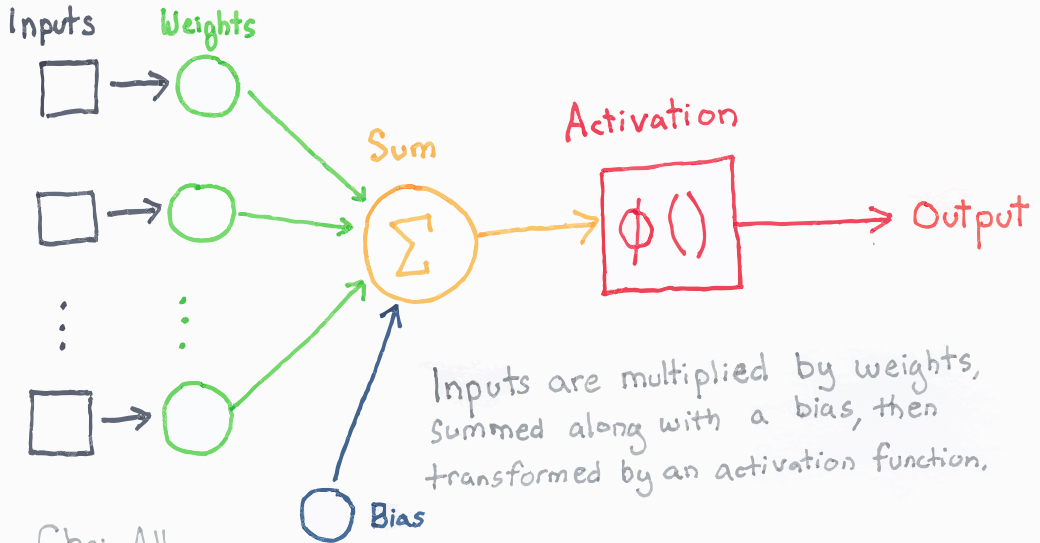 Inputs
Weights
Sum
Activation
Σ
ϕ()
Output
Inputs are multiplied by weights,
summed along with a bias, then
transformed by an activation function.
Bias